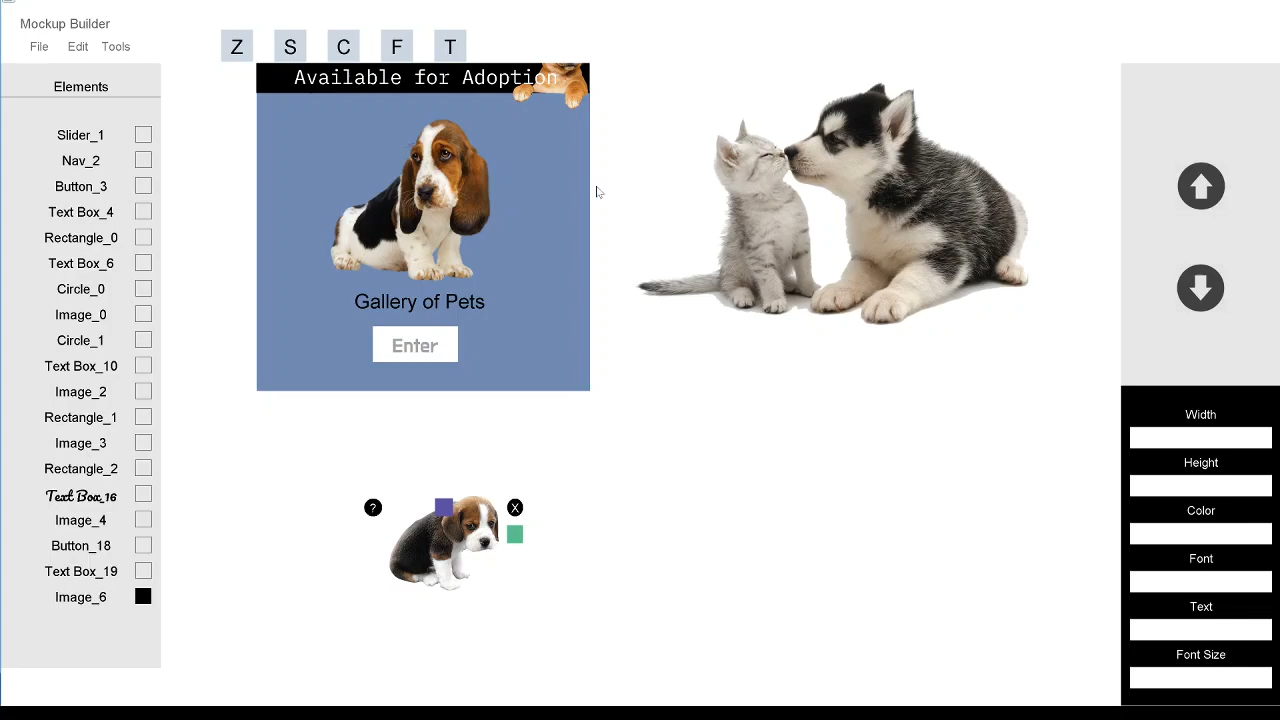 Mockup Builder
File Edit Tools
Z S C F T
Elements
Slider_1
Nav_2
Button_3
Text Box_4
Rectangle_0
Text Box_6
Circle_0
Image_0
Circle_1
Text Box_10
Image_2
Rectangle_1
Image_3
Rectangle_2
Text Box_16
Image_4
Button_18
Text Box_19
Image_6
Available for Adoption
Gallery of Pets
Enter
? X
Width
Height
Color
Font
Text
Font Size